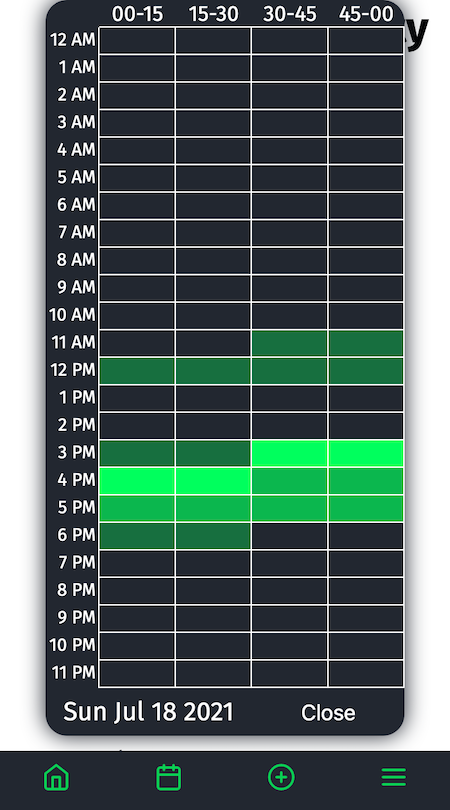 00-15 15-30 30-45 45-00
y
12 AM
1 AM
2 AM
3 AM
4 AM
5 AM
6 AM
7 AM
8 AM
9 AM
10 AM
11 AM
12 PM
1 PM
2 PM
3 PM
4 PM
5 PM
6 PM
7 PM
8 PM
9 PM
10 PM
11 PM
Sun Jul 18 2021 Close